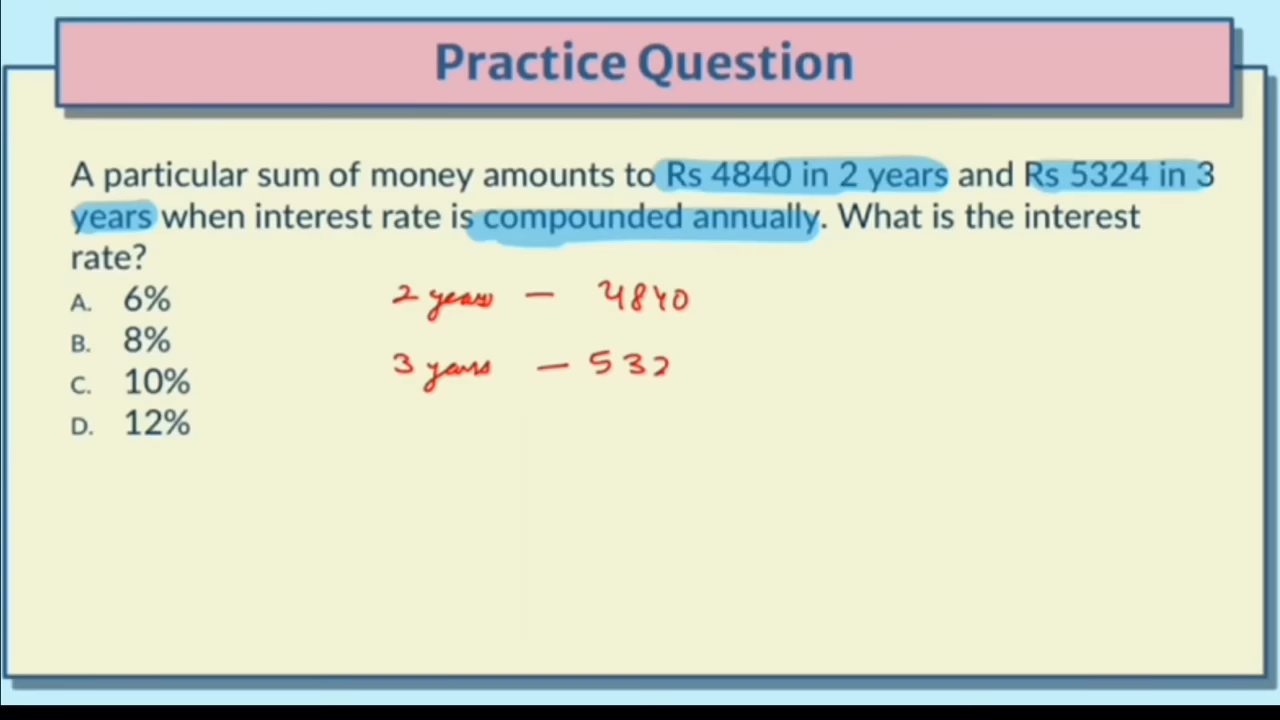 Practice Question
A particular sum of money amounts to Rs 4840 in 2 years and Rs 5324 in 3
years when interest rate is compounded annually. What is the interest
rate?
A. 6%
B. 8%
C. 10%
D. 12%
2 years — 4840
3 years — 532